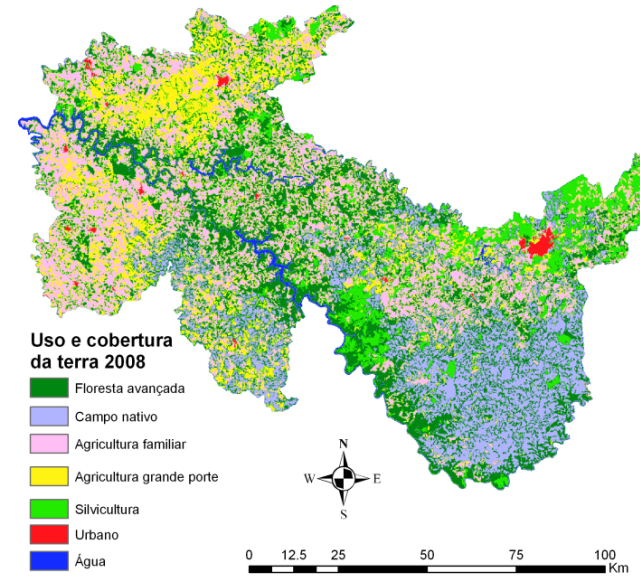 Uso e cobertura
da terra 2008
Floresta avançada
Campo nativo
Agricultura familiar
Agricultura grande porte
Silvicultura
Urbano
Água
N
W E
S
0 12.5 25 50 75 100
Km